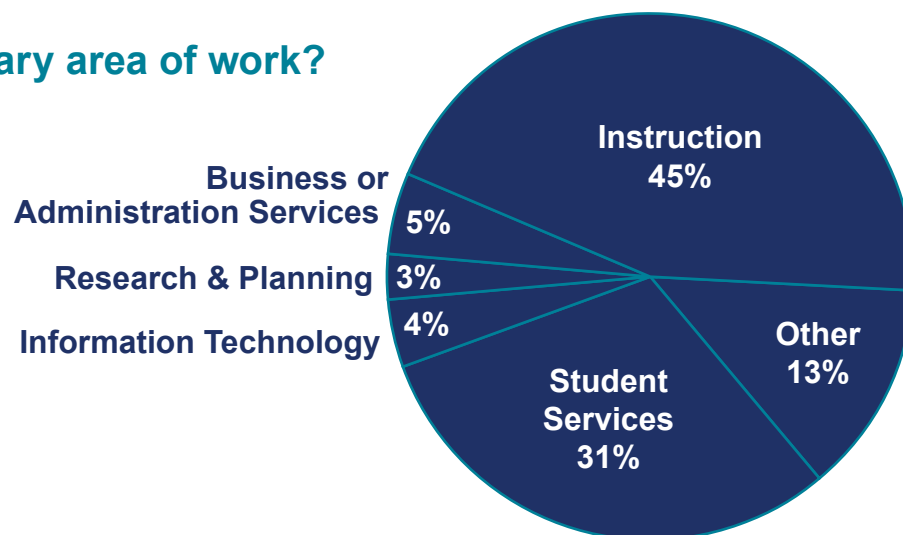 ary area of work?
Instruction
45%
Business or
Administration Services
5%
Research & Planning
3%
Information Technology
4%
Other
13%
Student
Services
31%